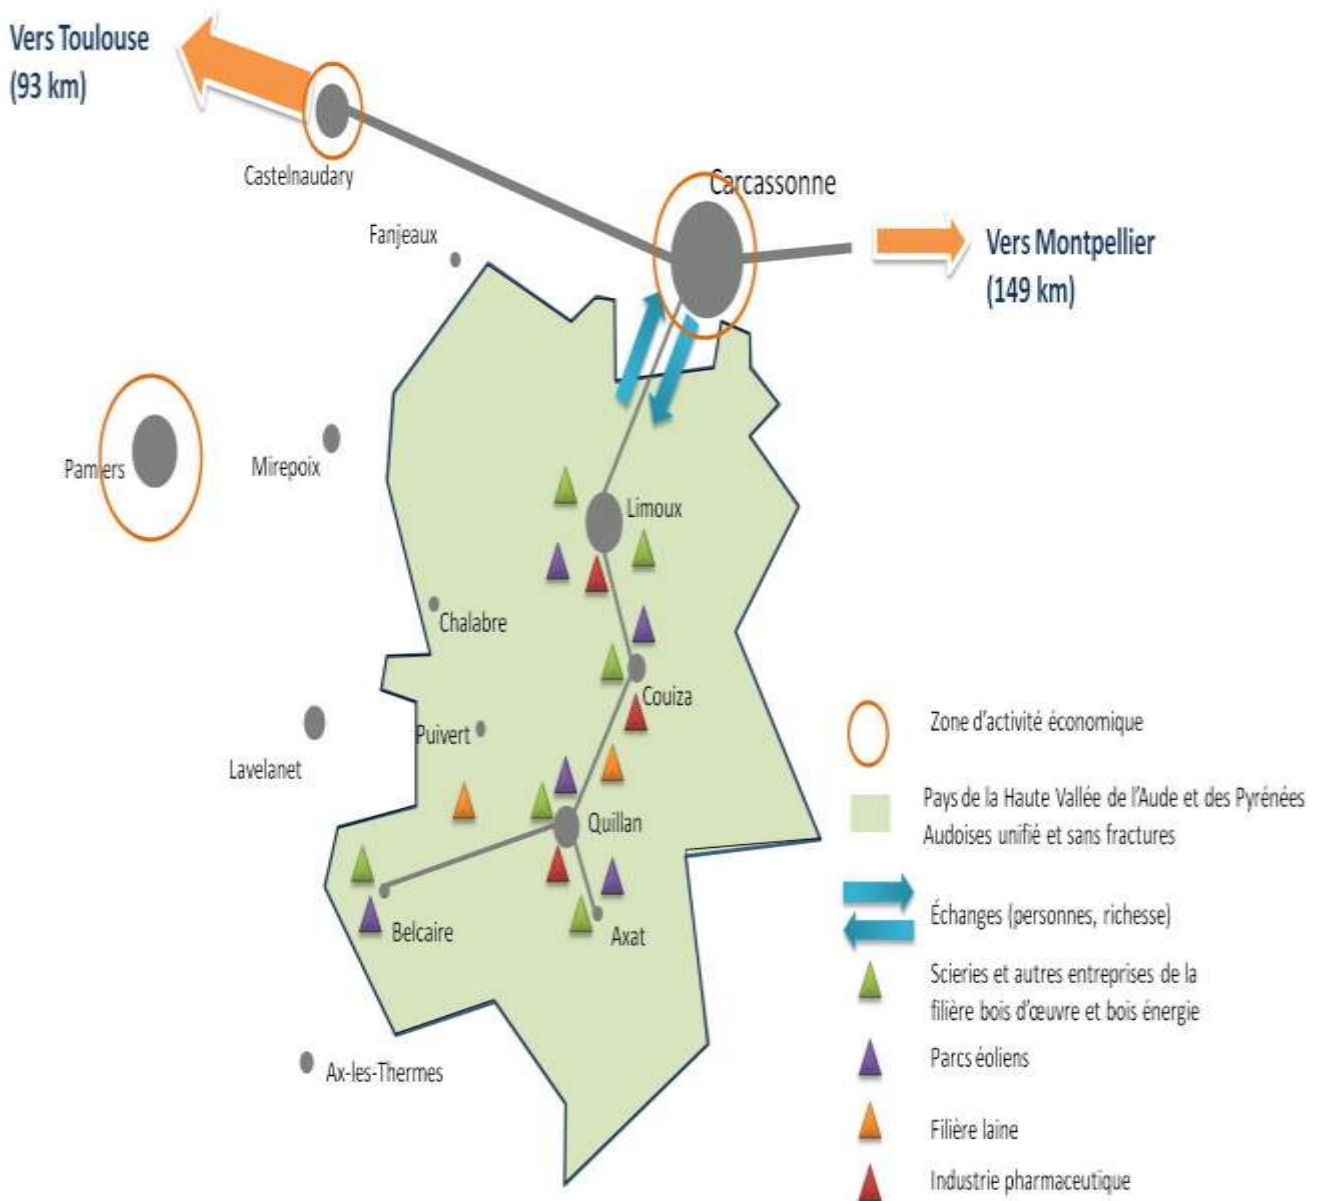 Vers Toulouse
(93 km)
Castelnaudary
Carcassonne
Fanjeaux
Vers Montpellier
(149 km)
Pamiers
Mirepoix
Limoux
Chalabre
Couiza
Puivert
Lavelanet
Quillan
Belcaire
Axat
Ax-les-Thermes
Zone d'activité économique
Pays de la Haute Vallée de l'Aude et des Pyrénées
Audoises unifié et sans fractures
Échanges (personnes, richesse)
Scieries et autres entreprises de la
filière bois d'œuvre et bois énergie
Parcs éoliens
Filière laine
Industrie pharmaceutique